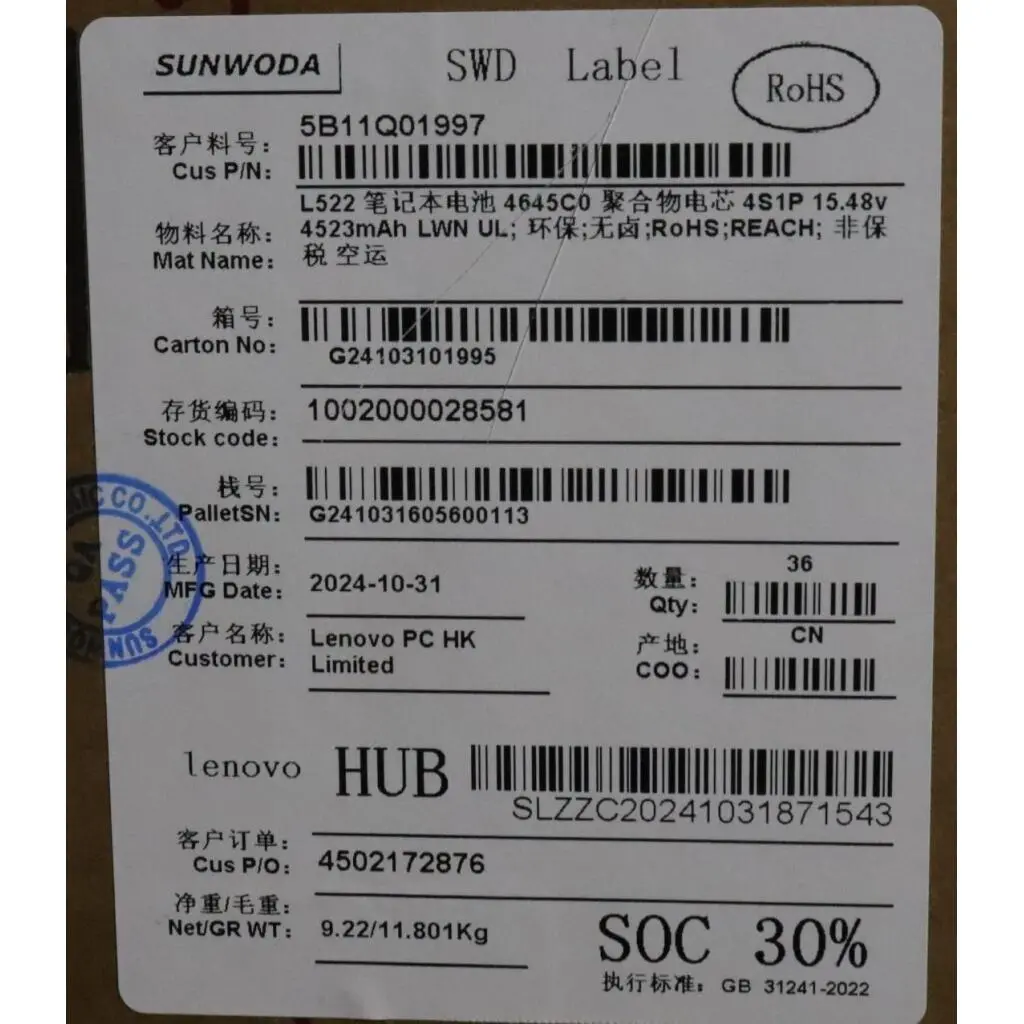 SUNWODA
SWD Label
RoHS
客户料号: 5B11Q01997
Cus P/N:
物料名称: L522 笔记本电池 4645C0 聚合物电芯 4S1P 15.48v
Mat Name: 4523mAh LWN UL; 环保;无卤;RoHS;REACH; 非保
税 空运
箱号:
Carton No: G24103101995
存货编码: 1002000028581
Stock code:
栈号:
PalletSN: G241031605600113
生产日期: 2024-10-31
MFG Date:
数量: 36
Qty:
客户名称: Lenovo PC HK
Customer: Limited
产地: CN
COO:
lenovo HUB
SLZZC20241031871543
客户订单:
Cus P/O: 4502172876
净重/毛重:
Net/GR WT: 9.22/11.801Kg
SOC 30%
执行标准: GB 31241-2022
CO.,LTD
PASS
SUNWO